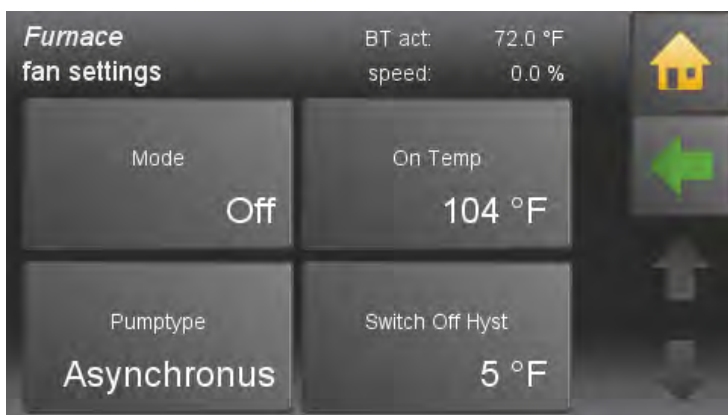 Furnace
fan settings
BT act: 72.0 °F
speed: 0.0 %
Mode
Off
On Temp
104 °F
Pumptype
Asynchronus
Switch Off Hyst
5 °F